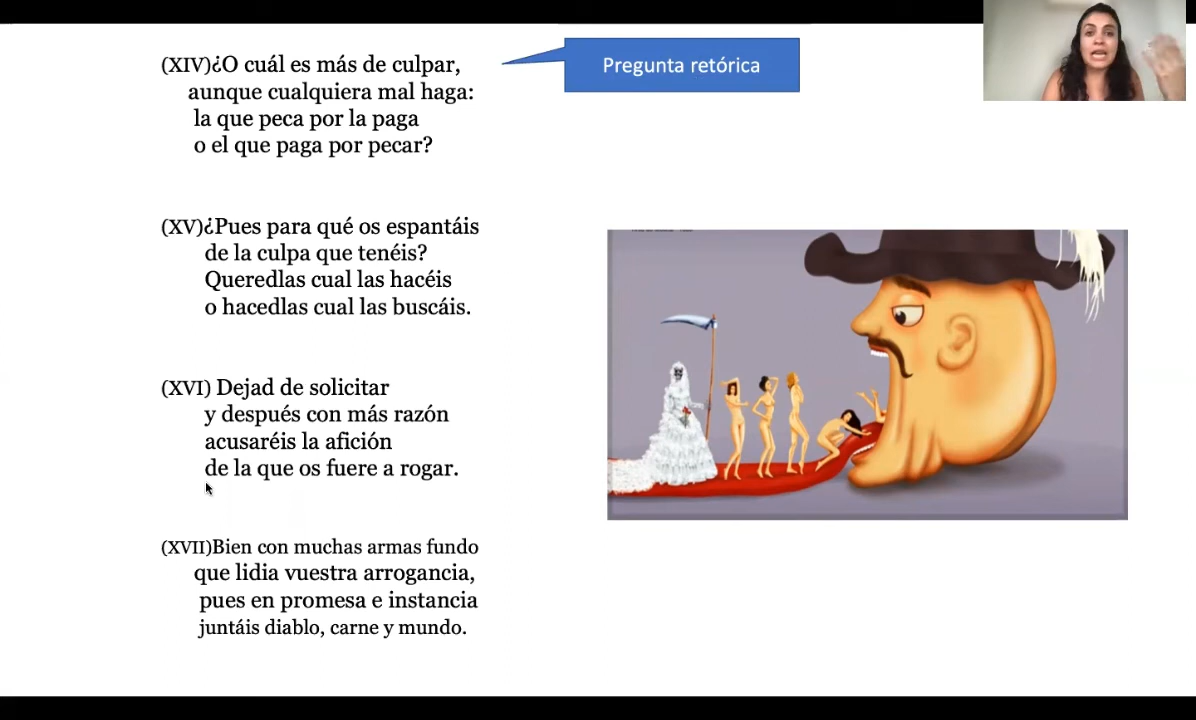 (XIV)¿O cuál es más de culpar,
aunque cualquiera mal haga:
la que peca por la paga
o el que paga por pecar?
Pregunta retórica
(XV)¿Pues para qué os espantáis
de la culpa que tenéis?
Queredlas cual las hacéis
o hacedlas cual las buscáis.
(XVI) Dejad de solicitar
y después con más razón
acusaréis la afición
de la que os fuere a rogar.
(XVII)Bien con muchas armas fundo
que lidia vuestra arrogancia,
pues en promesa e instancia
juntáis diablo, carne y mundo.